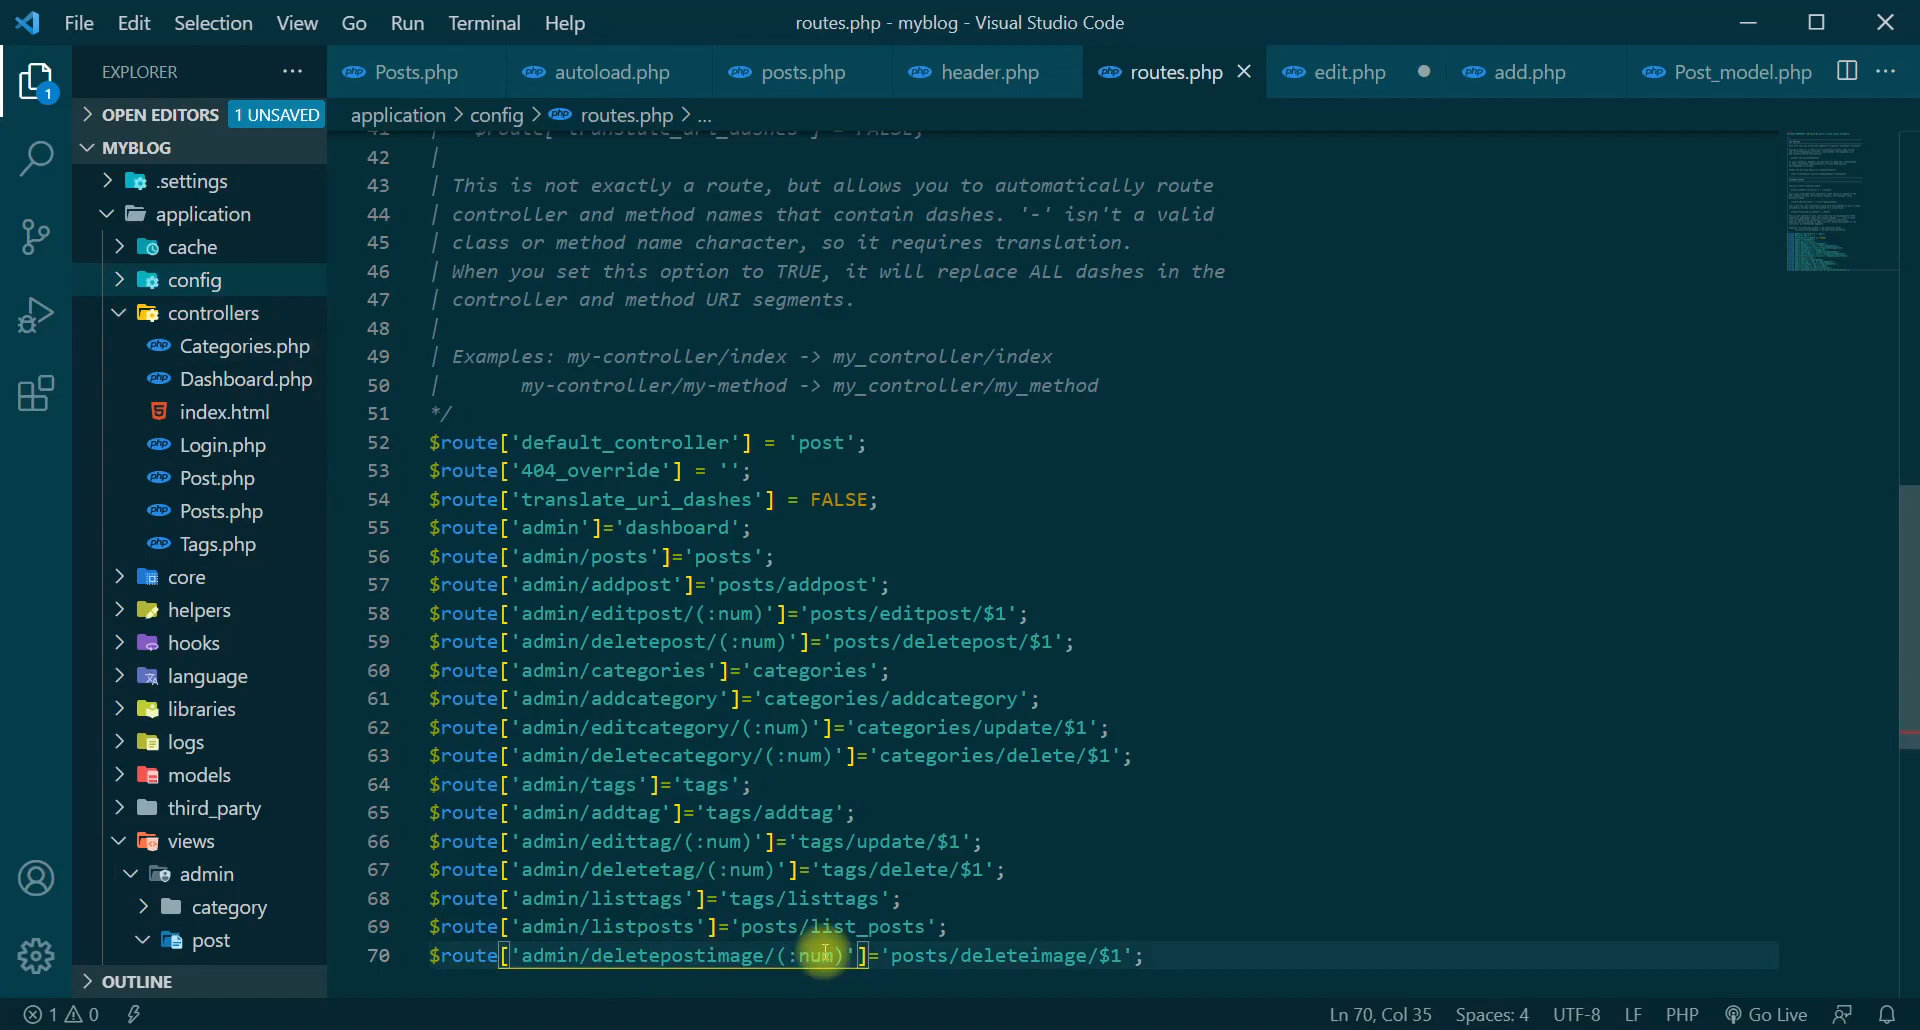 File Edit Selection View Go Run Terminal Help
routes.php - myblog - Visual Studio Code
EXPLORER
Posts.php autoload.php posts.php header.php routes.php edit.php add.php Post_model.php
1
OPEN EDITORS 1 UNSAVED
application > config > routes.php > ...
MYBLOG
.settings
application
cache
config
controllers
Categories.php
Dashboard.php
index.html
Login.php
Post.php
Posts.php
Tags.php
core
helpers
hooks
language
libraries
logs
models
third_party
views
admin
category
post
OUTLINE
41 | $route['translate_uri_dashes'] = FALSE;
42 |
43 | This is not exactly a route, but allows you to automatically route
44 | controller and method names that contain dashes. '-' isn't a valid
45 | class or method name character, so it requires translation.
46 | When you set this option to TRUE, it will replace ALL dashes in the
47 | controller and method URI segments.
48 |
49 | Examples: my-controller/index -> my_controller/index
50 | my-controller/my-method -> my_controller/my_method
51 */
52 $route['default_controller'] = 'post';
53 $route['404_override'] = '';
54 $route['translate_uri_dashes'] = FALSE;
55 $route['admin']='dashboard';
56 $route['admin/posts']='posts';
57 $route['admin/addpost']='posts/addpost';
58 $route['admin/editpost/(:num)']='posts/editpost/$1';
59 $route['admin/deletepost/(:num)']='posts/deletepost/$1';
60 $route['admin/categories']='categories';
61 $route['admin/addcategory']='categories/addcategory';
62 $route['admin/editcategory/(:num)']='categories/update/$1';
63 $route['admin/deletecategory/(:num)']='categories/delete/$1';
64 $route['admin/tags']='tags';
65 $route['admin/addtag']='tags/addtag';
66 $route['admin/edittag/(:num)']='tags/update/$1';
67 $route['admin/deletetag/(:num)']='tags/delete/$1';
68 $route['admin/listtags']='tags/listtags';
69 $route['admin/listposts']='posts/list_posts';
70 $route['admin/deletepostimage/(:num)']='posts/deleteimage/$1';
1 0
Ln 70, Col 35 Spaces: 4 UTF-8 LF PHP Go Live